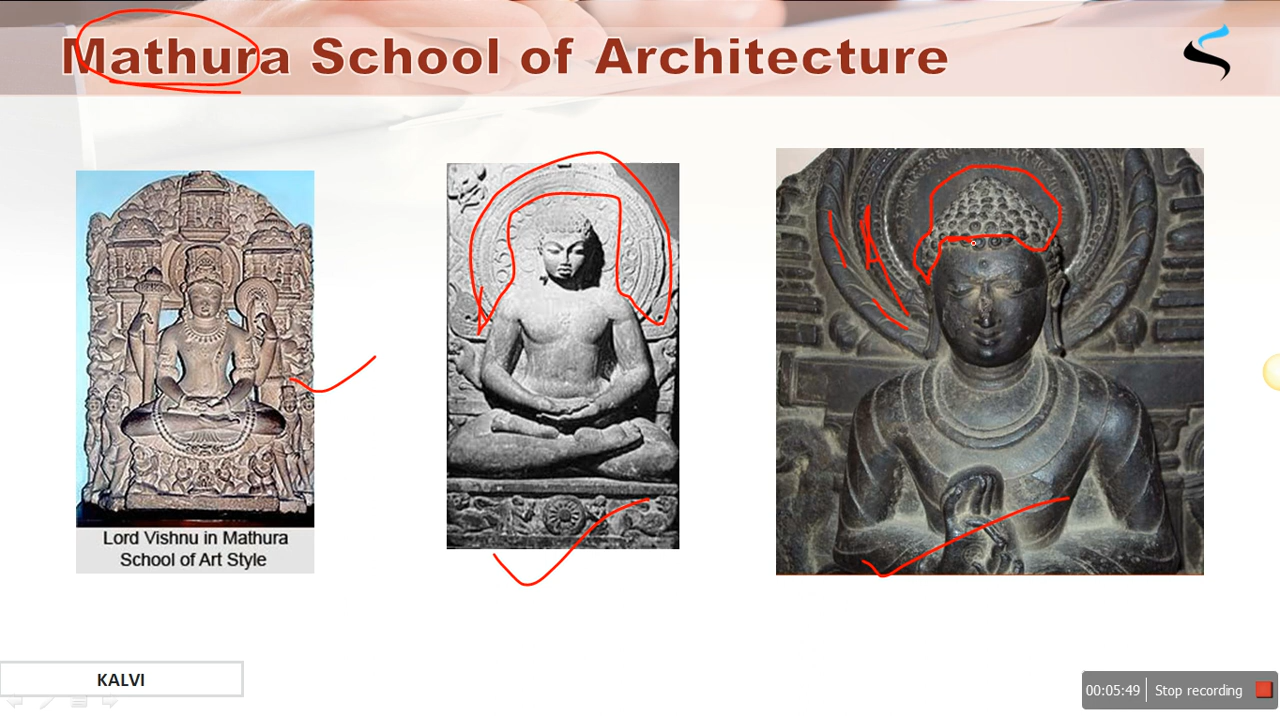 Mathura School of Architecture
Lord Vishnu in Mathura
School of Art Style
KALVI
00:05:49 Stop recording